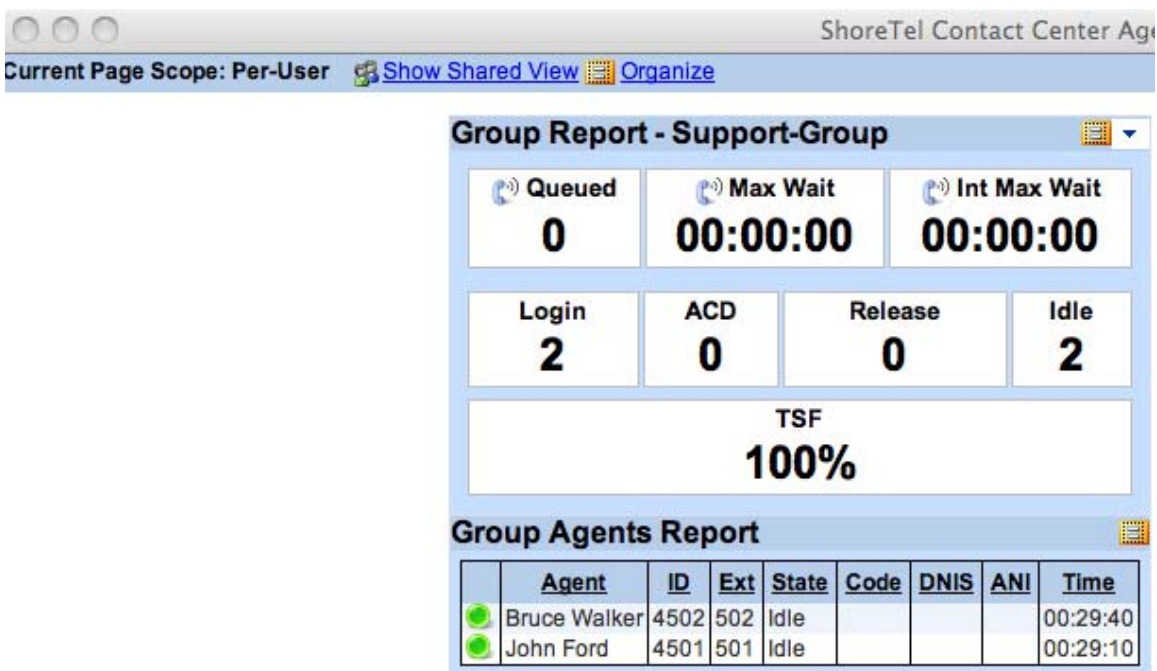 ShoreTel Contact Center Age
Current Page Scope: Per-User Show Shared View Organize
Group Report - Support-Group
Queued Max Wait Int Max Wait
0 00:00:00 00:00:00
Login ACD Release Idle
2 0 0 2
TSF
100%
Group Agents Report
Agent ID Ext State Code DNIS ANI Time
Bruce Walker 4502 502 Idle 00:29:40
John Ford 4501 501 Idle 00:29:10